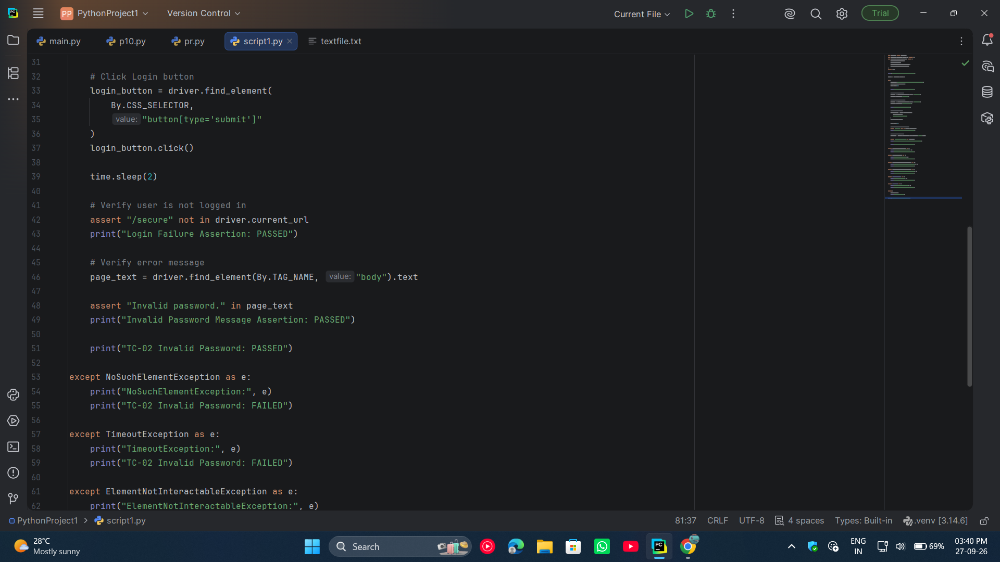 PC
PP PythonProject1
Version Control
Current File
Trial
main.py
p10.py
pr.py
script1.py
textfile.txt
31
32 # Click Login button
33 login_button = driver.find_element(
34 By.CSS_SELECTOR,
35 value: "button[type='submit']"
36 )
37 login_button.click()
38
39 time.sleep(2)
40
41 # Verify user is not logged in
42 assert "/secure" not in driver.current_url
43 print("Login Failure Assertion: PASSED")
44
45 # Verify error message
46 page_text = driver.find_element(By.TAG_NAME, value: "body").text
47
48 assert "Invalid password." in page_text
49 print("Invalid Password Message Assertion: PASSED")
50
51 print("TC-02 Invalid Password: PASSED")
52
53 except NoSuchElementException as e:
54 print("NoSuchElementException:", e)
55 print("TC-02 Invalid Password: FAILED")
56
57 except TimeoutException as e:
58 print("TimeoutException:", e)
59 print("TC-02 Invalid Password: FAILED")
60
61 except ElementNotInteractableException as e:
62 print("ElementNotInteractableException:", e)
PythonProject1 > script1.py
81:37 CRLF UTF-8 4 spaces Types: Built-in .venv [3.14.6]
28°C
Mostly sunny
Search
PC
ENG
IN
69%
03:40 PM
27-09-26